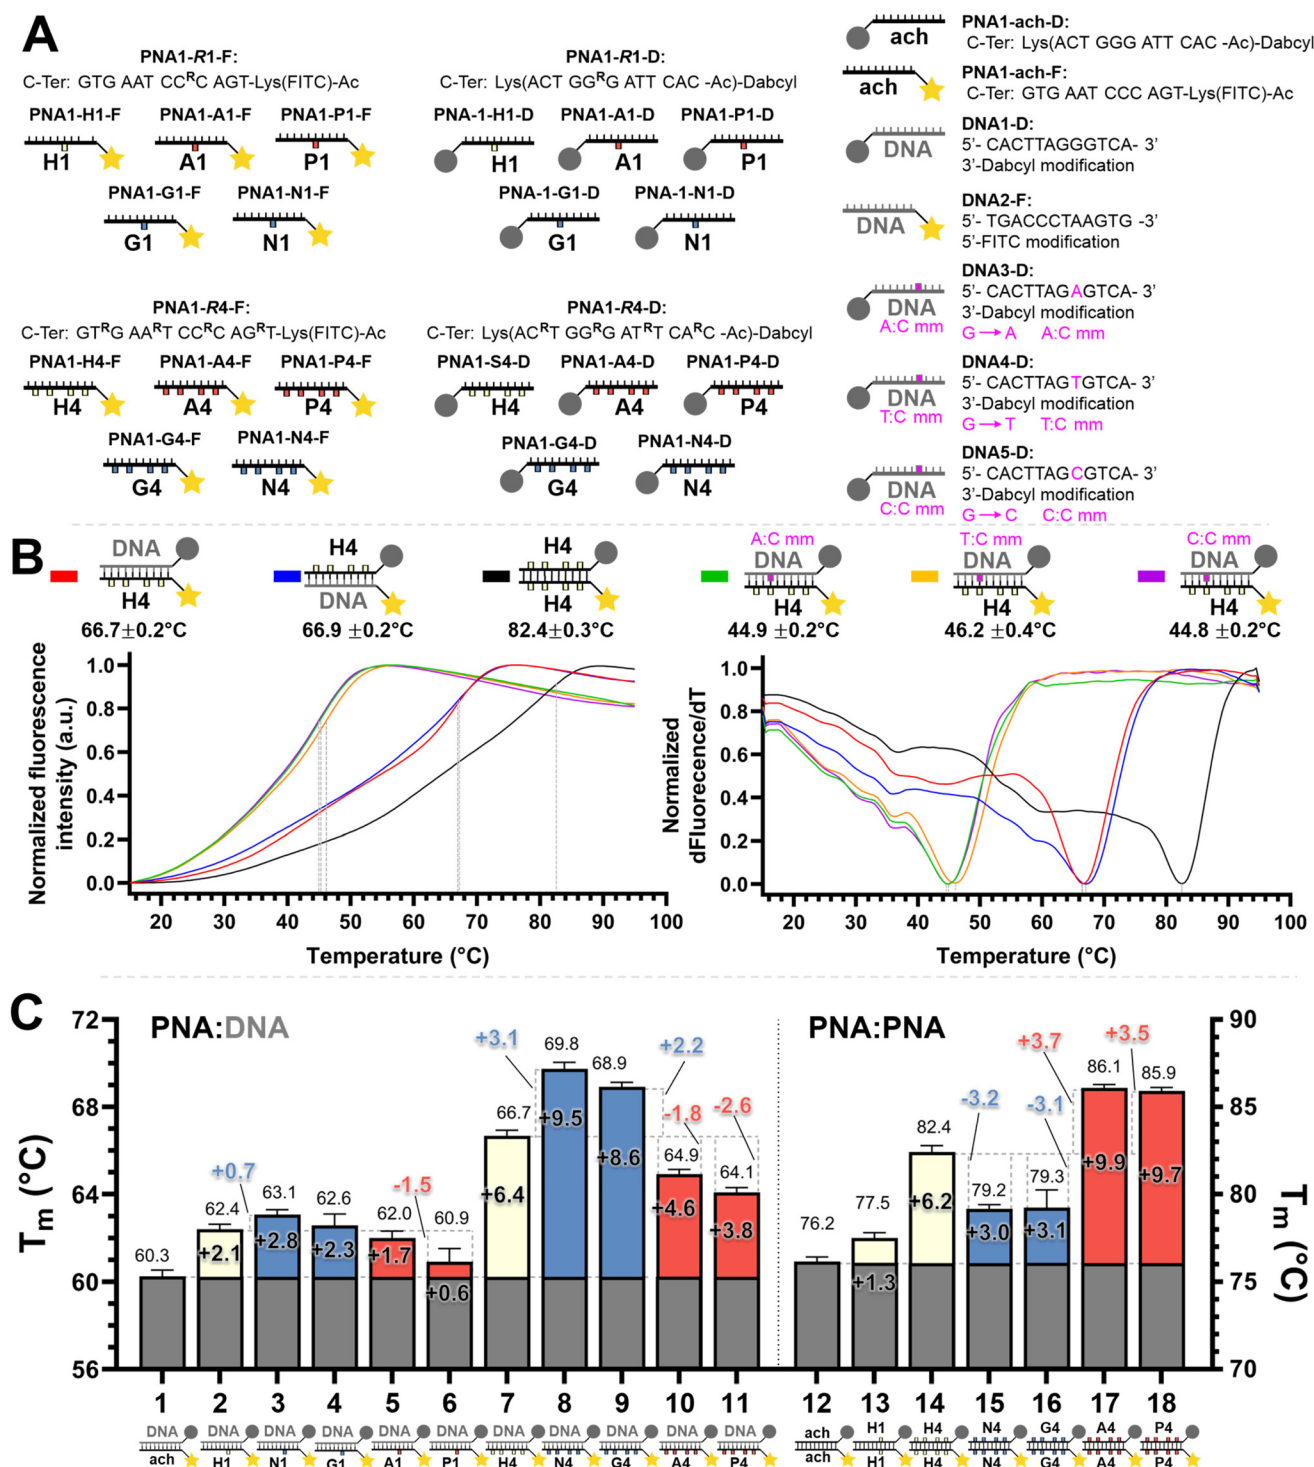 A
PNA1-R1-F:
C-Ter: GTG AAT CCᴿC AGT-Lys(FITC)-Ac
PNA1-H1-F PNA1-A1-F PNA1-P1-F
H1 A1 P1
PNA1-G1-F PNA1-N1-F
G1 N1
PNA1-R1-D:
C-Ter: Lys(ACT GGᴿG ATT CAC -Ac)-Dabcyl
PNA-1-H1-D PNA1-A1-D PNA1-P1-D
H1 A1 P1
PNA-1-G1-D PNA-1-N1-D
G1 N1
PNA1-R4-F:
C-Ter: GTᴿG AAᴿT CCᴿC AGᴿT-Lys(FITC)-Ac
PNA1-H4-F PNA1-A4-F PNA1-P4-F
H4 A4 P4
PNA1-G4-F PNA1-N4-F
G4 N4
PNA1-R4-D:
C-Ter: Lys(ACᴿT GGᴿG ATᴿT CAᴿC -Ac)-Dabcyl
PNA1-S4-D PNA1-A4-D PNA1-P4-D
H4 A4 P4
PNA1-G4-D PNA1-N4-D
G4 N4
ach
PNA1-ach-D:
C-Ter: Lys(ACT GGG ATT CAC -Ac)-Dabcyl
ach
PNA1-ach-F:
C-Ter: GTG AAT CCC AGT-Lys(FITC)-Ac
DNA
DNA1-D:
5'- CACTTAGGGTCA- 3'
3'-Dabcyl modification
DNA
DNA2-F:
5'- TGACCCTAAGTG -3'
5'-FITC modification
DNA
A:C mm
DNA3-D:
5'- CACTTAGAGTCA- 3'
3'-Dabcyl modification
G→A A:C mm
DNA
T:C mm
DNA4-D:
5'- CACTTAGTGTCA- 3'
3'-Dabcyl modification
G→T T:C mm
DNA
C:C mm
DNA5-D:
5'- CACTTAGCGTCA- 3'
3'-Dabcyl modification
G→C C:C mm
B
DNA
H4
66.7±0.2°C
H4
DNA
66.9 ±0.2°C
H4
H4
82.4±0.3°C
A:C mm
DNA
H4
44.9 ±0.2°C
T:C mm
DNA
H4
46.2 ±0.4°C
C:C mm
DNA
H4
44.8 ±0.2°C
Normalized fluorescence
intensity (a.u.)
1.0
0.8
0.6
0.4
0.2
0.0
20 30 40 50 60 70 80 90 100
Temperature (°C)
Normalized
dFluorecence/dT
1.0
0.8
0.6
0.4
0.2
0.0
20 30 40 50 60 70 80 90 100
Temperature (°C)
C
PNA:DNA
Tm (°C)
72
68
64
60
56
60.3
62.4
+2.1
+0.7
63.1
+2.8
62.6
+2.3
62.0
+1.7
-1.5
60.9
+0.6
66.7
+6.4
+3.1
69.8
+9.5
68.9
+8.6
+2.2
-1.8
64.9
+4.6
-2.6
64.1
+3.8
PNA:PNA
76.2
77.5
+1.3
82.4
+6.2
-3.2
79.2
+3.0
-3.1
79.3
+3.1
+3.7
86.1
+9.9
+3.5
85.9
+9.7
90
85
80
75
70
Tm (°C)
1 2 3 4 5 6 7 8 9 10 11 12 13 14 15 16 17 18
DNA DNA DNA DNA DNA DNA DNA DNA DNA DNA DNA ach H1 H4 N4 G4 A4 P4
ach H1 N1 G1 A1 P1 H4 N4 G4 A4 P4 ach H1 H4 N4 G4 A4 P4